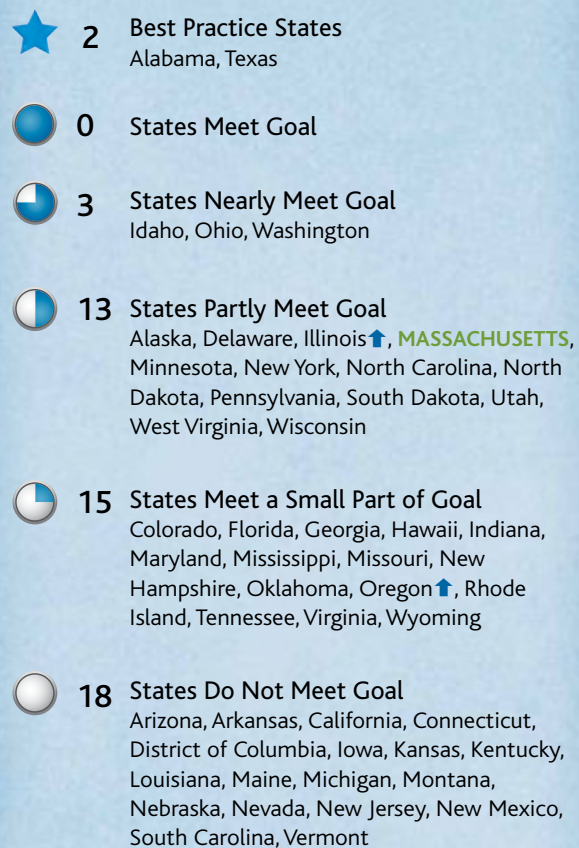 2 Best Practice States
Alabama, Texas
0 States Meet Goal
3 States Nearly Meet Goal
Idaho, Ohio, Washington
13 States Partly Meet Goal
Alaska, Delaware, Illinois⬆, MASSACHUSETTS,
Minnesota, New York, North Carolina, North
Dakota, Pennsylvania, South Dakota, Utah,
West Virginia, Wisconsin
15 States Meet a Small Part of Goal
Colorado, Florida, Georgia, Hawaii, Indiana,
Maryland, Mississippi, Missouri, New
Hampshire, Oklahoma, Oregon⬆, Rhode
Island, Tennessee, Virginia, Wyoming
18 States Do Not Meet Goal
Arizona, Arkansas, California, Connecticut,
District of Columbia, Iowa, Kansas, Kentucky,
Louisiana, Maine, Michigan, Montana,
Nebraska, Nevada, New Jersey, New Mexico,
South Carolina, Vermont